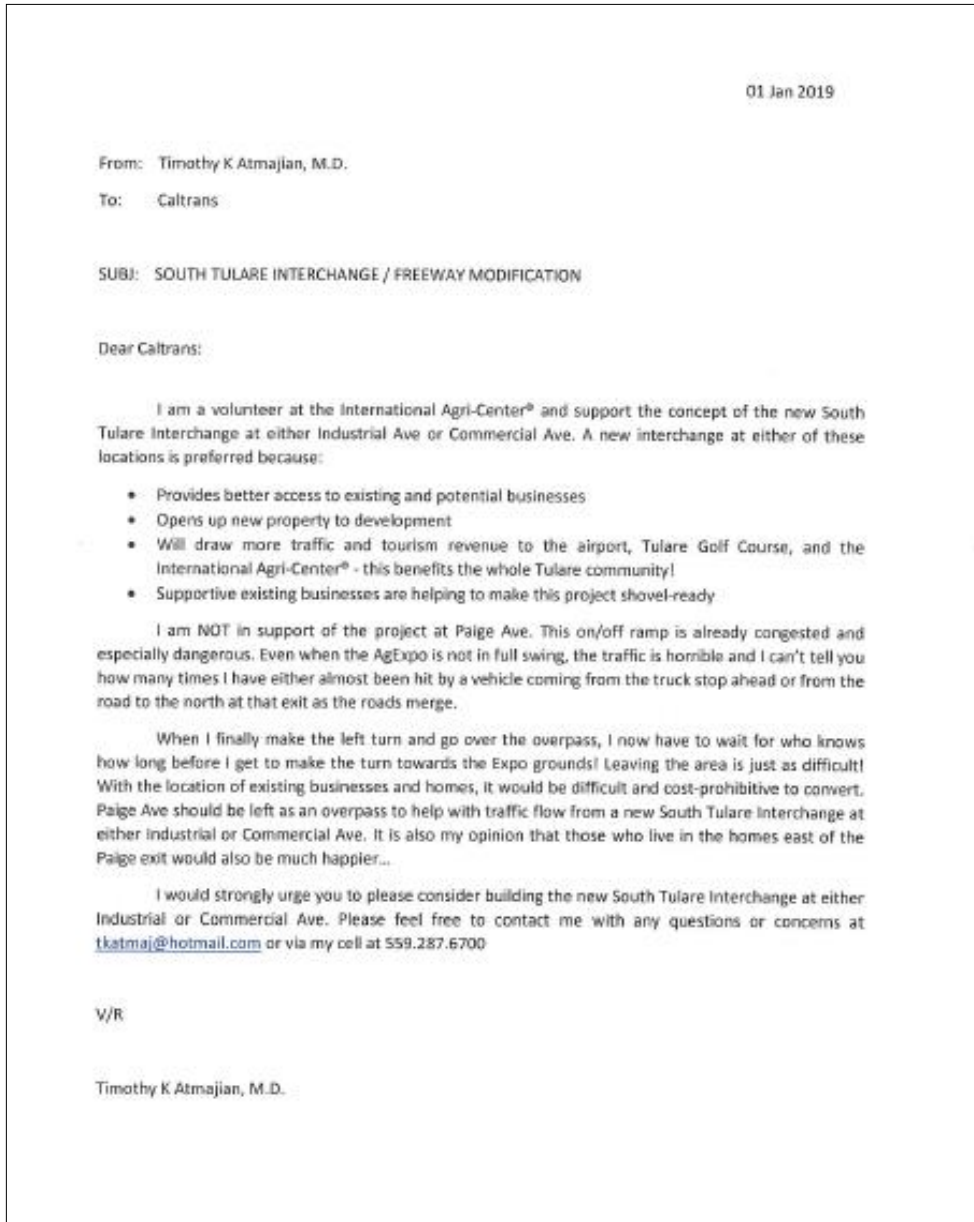 01 Jan 2019
From: Timothy K Atmajian, M.D.
To: Caltrans
SUBJ: SOUTH TULARE INTERCHANGE / FREEWAY MODIFICATION
Dear Caltrans:
I am a volunteer at the International Agri-Center® and support the concept of the new South
Tulare Interchange at either Industrial Ave or Commercial Ave. A new interchange at either of these
locations is preferred because:
• Provides better access to existing and potential businesses
• Opens up new property to development
• Will draw more traffic and tourism revenue to the airport, Tulare Golf Course, and the
International Agri-Center® - this benefits the whole Tulare community!
• Supportive existing businesses are helping to make this project shovel-ready
I am NOT in support of the project at Paige Ave. This on/off ramp is already congested and
especially dangerous. Even when the AgExpo is not in full swing, the traffic is horrible and I can't tell you
how many times I have either almost been hit by a vehicle coming from the truck stop ahead or from the
road to the north at that exit as the roads merge.
When I finally make the left turn and go over the overpass, I now have to wait for who knows
how long before I get to make the turn towards the Expo grounds! Leaving the area is just as difficult!
With the location of existing businesses and homes, it would be difficult and cost-prohibitive to convert.
Paige Ave should be left as an overpass to help with traffic flow from a new South Tulare Interchange at
either Industrial or Commercial Ave. It is also my opinion that those who live in the homes east of the
Paige exit would also be much happier...
I would strongly urge you to please consider building the new South Tulare Interchange at either
Industrial or Commercial Ave. Please feel free to contact me with any questions or concerns at
tkatmaj@hotmail.com or via my cell at 559.287.6700
V/R
Timothy K Atmajian, M.D.